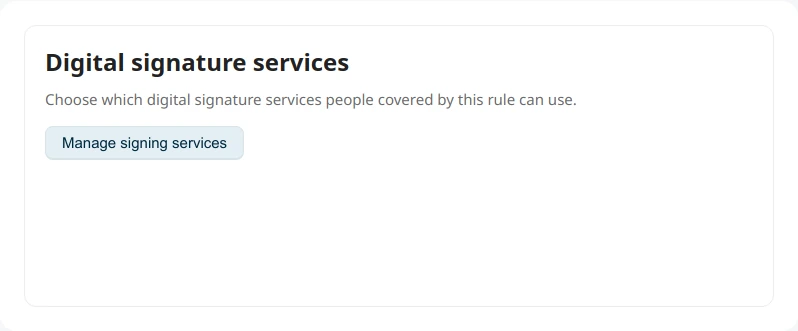 Digital signature services
Choose which digital signature services people covered by this rule can use.
Manage signing services